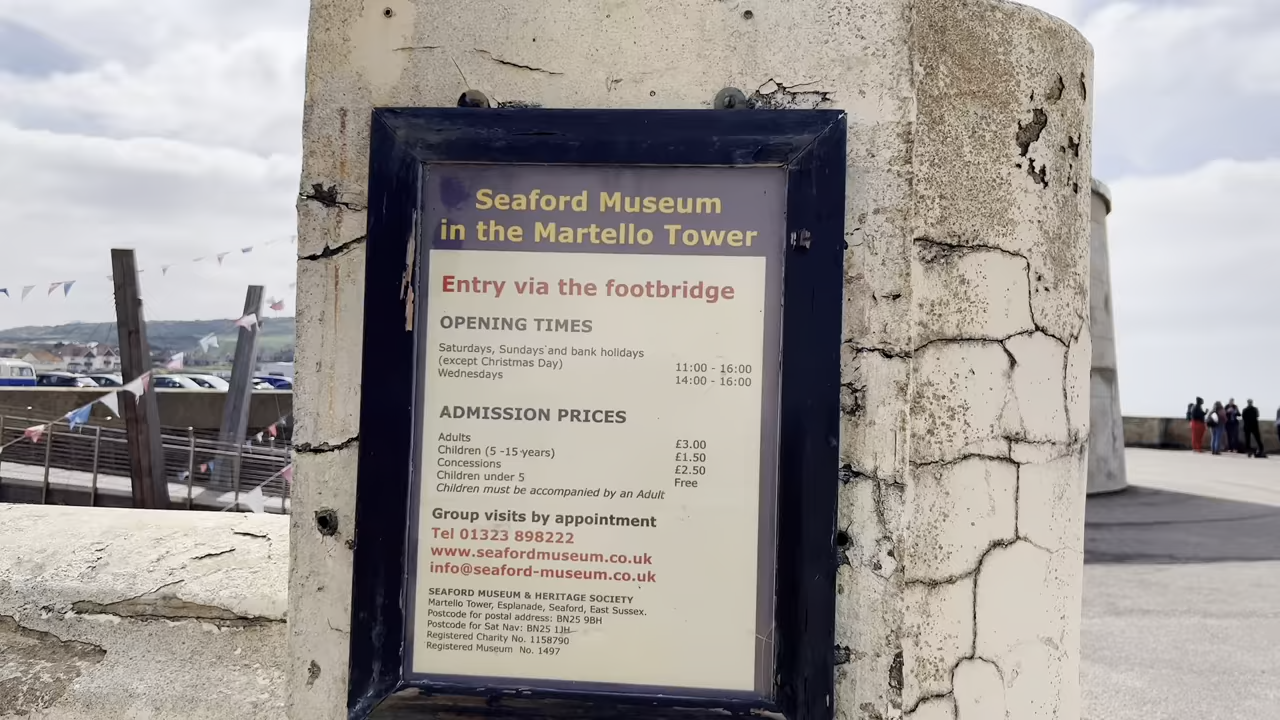 Seaford Museum
in the Martello Tower
Entry via the footbridge
OPENING TIMES
Saturdays, Sundays and bank holidays
(except Christmas Day) 11:00 - 16:00
Wednesdays 14:00 - 16:00
ADMISSION PRICES
Adults £3.00
Children (5 -15 years) £1.50
Concessions £2.50
Children under 5 Free
Children must be accompanied by an Adult
Group visits by appointment
Tel 01323 898222
www.seafordmuseum.co.uk
info@seaford-museum.co.uk
SEAFORD MUSEUM & HERITAGE SOCIETY
Martello Tower, Esplanade, Seaford, East Sussex.
Postcode for postal address: BN25 9BH
Postcode for Sat Nav: BN25 1JH
Registered Charity No. 1158790
Registered Museum No. 1497